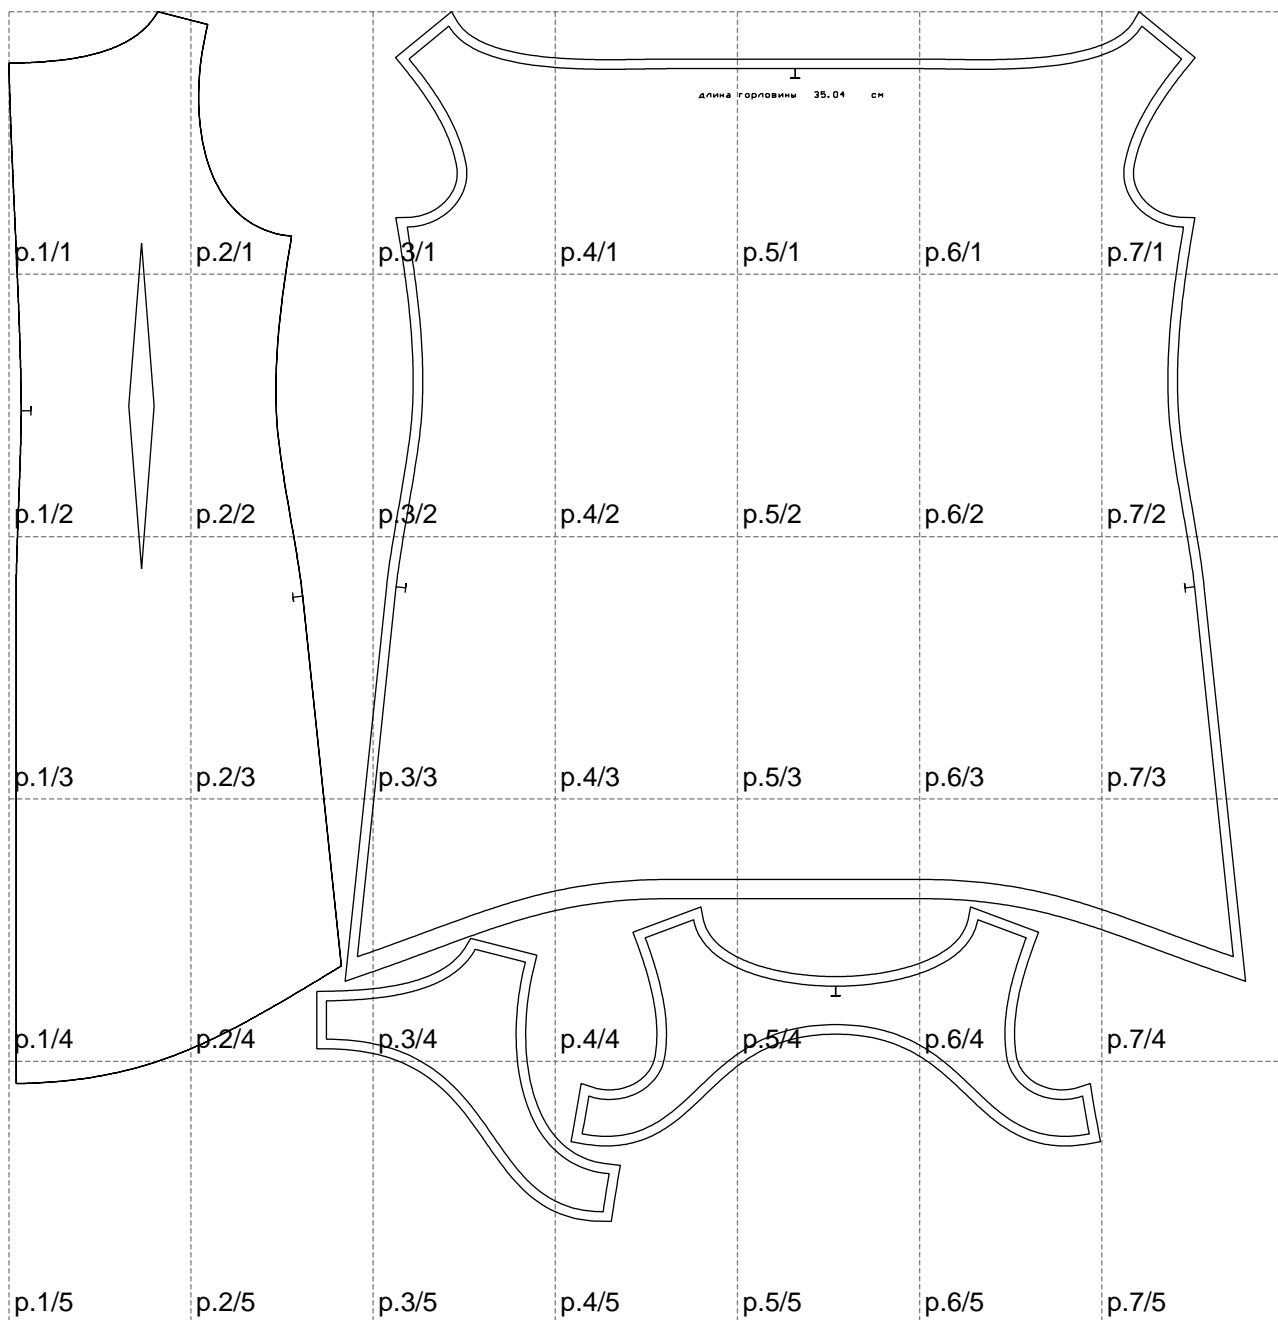 длина горловины 35.04 см
p.1/1 p.2/1 p.3/1 p.4/1 p.5/1 p.6/1 p.7/1
p.1/2 p.2/2 p.3/2 p.4/2 p.5/2 p.6/2 p.7/2
p.1/3 p.2/3 p.3/3 p.4/3 p.5/3 p.6/3 p.7/3
p.1/4 p.2/4 p.3/4 p.4/4 p.5/4 p.6/4 p.7/4
p.1/5 p.2/5 p.3/5 p.4/5 p.5/5 p.6/5 p.7/5